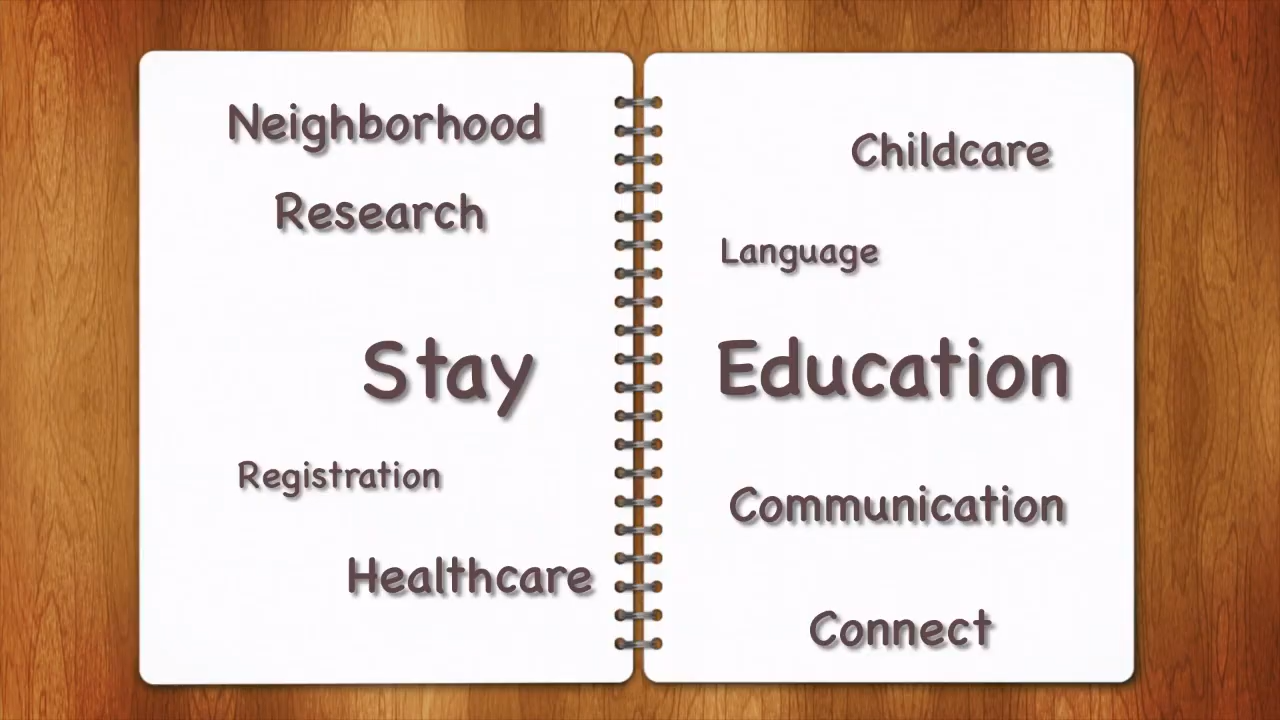 Neighborhood
Research
Stay
Registration
Healthcare
Childcare
Language
Education
Communication
Connect